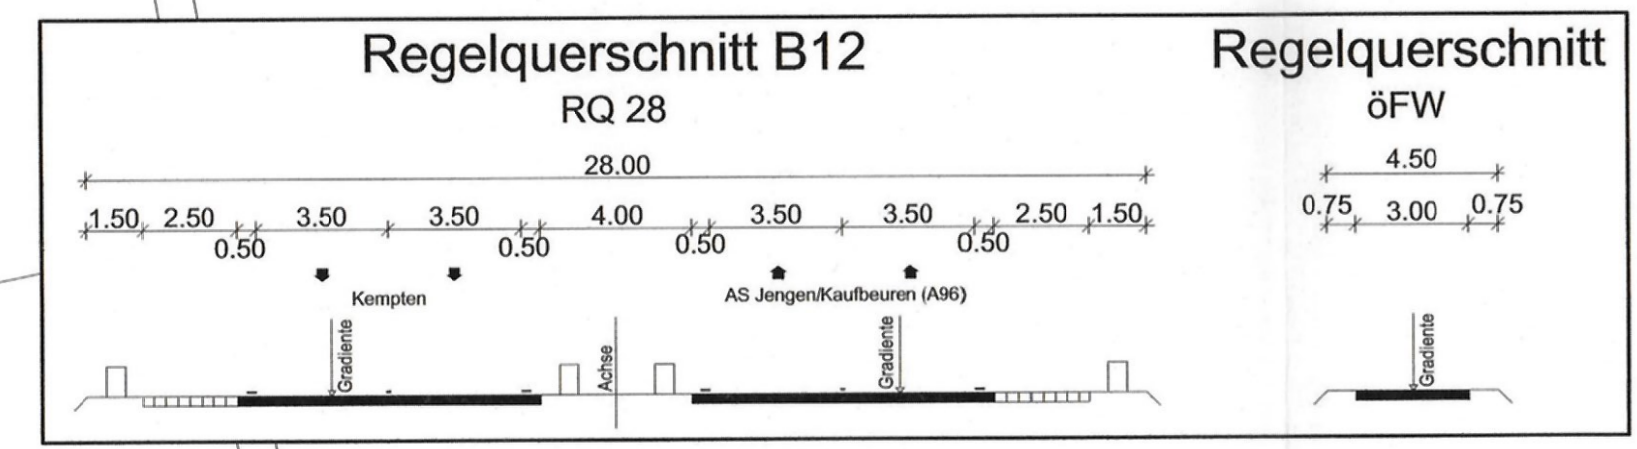 Regelquerschnitt B12
RQ 28
28.00
1.50 2.50 3.50 3.50 4.00 3.50 3.50 2.50 1.50
0.50 0.50 0.50 0.50
Kempten AS Jengen/Kaufbeuren (A96)
Gradiente Achse Gradiente
Regelquerschnitt
öFW
4.50
0.75 3.00 0.75
Gradiente